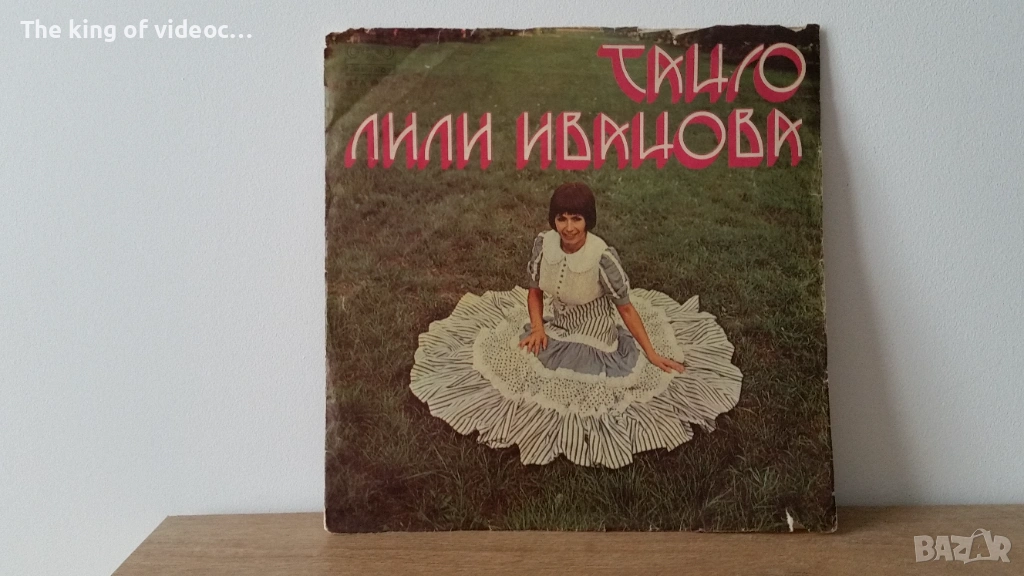 The king of videoc...
ТАНГО
ЛИЛИ ИВАНОВА
BAZAR